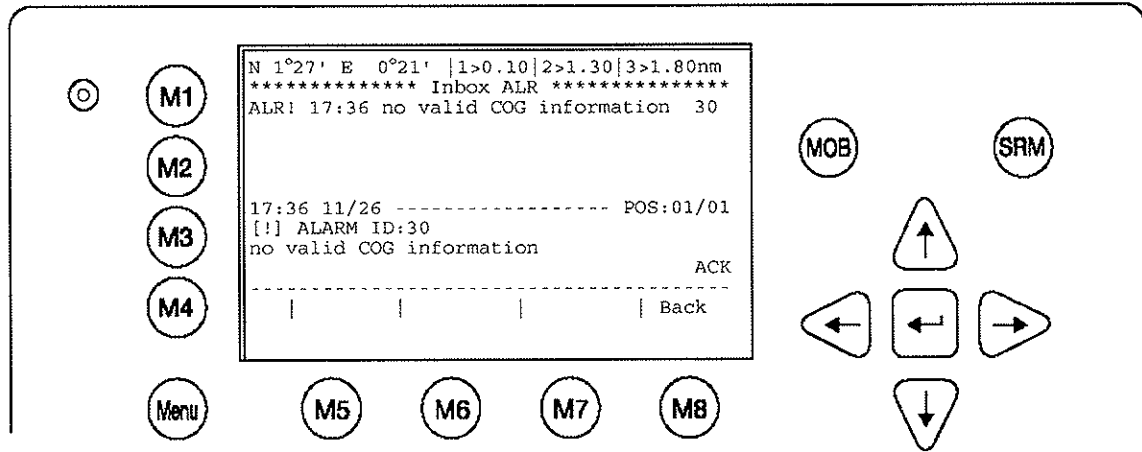 N 1°27' E 0°21' |1>0.10|2>1.30|3>1.80nm
************** Inbox ALR ***************
ALR! 17:36 no valid COG information 30
17:36 11/26 ------------------ POS:01/01
[!] ALARM ID:30
no valid COG information
ACK
| | | | Back
M1
M2
M3
M4
MOB
SRM
Menu
M5
M6
M7
M8